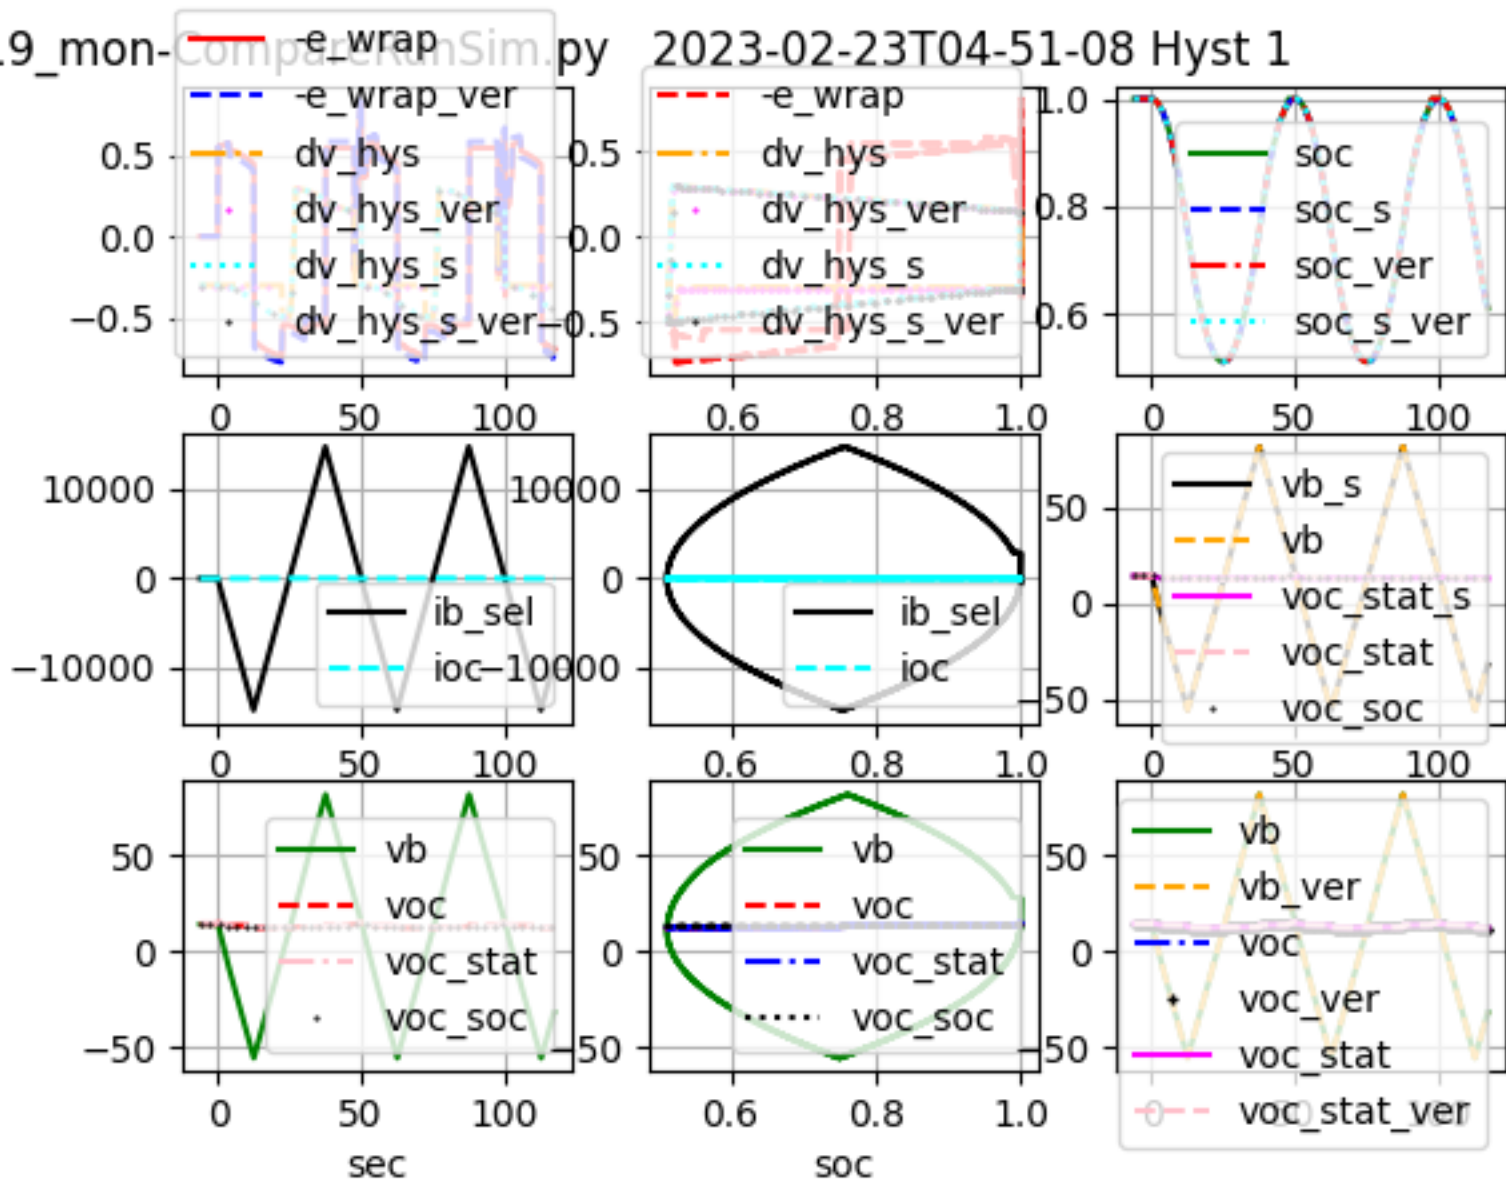 .9_mon-CompareRunSim.py 2023-02-23T04-51-08 Hyst 1
-e_wrap
-e_wrap_ver
dv_hys
dv_hys_ver
dv_hys_s
dv_hys_s_ver
0.5
0.0
−0.5
0 50 100
-e_wrap
dv_hys
dv_hys_ver
dv_hys_s
dv_hys_s_ver
0.5
0.0
−0.5
0.6 0.8 1.0
soc
soc_s
soc_ver
soc_s_ver
1.0
0.8
0.6
0 50 100
10000
0
−10000
ib_sel
ioc
0 50 100
10000
0
−10000
ib_sel
ioc
0.6 0.8 1.0
50
0
−50
vb_s
vb
voc_stat_s
voc_stat
voc_soc
0 50 100
50
0
−50
vb
voc
voc_stat
voc_soc
0 50 100
sec
50
0
−50
vb
voc
voc_stat
voc_soc
0.6 0.8 1.0
soc
50
0
−50
vb
vb_ver
voc
voc_ver
voc_stat
voc_stat_ver
0 50 100